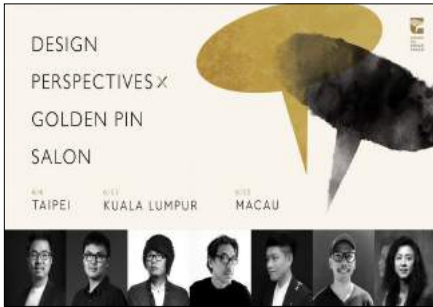 DESIGN
PERSPECTIVES×
GOLDEN PIN
SALON
TAIPEI KUALA LUMPUR MACAU